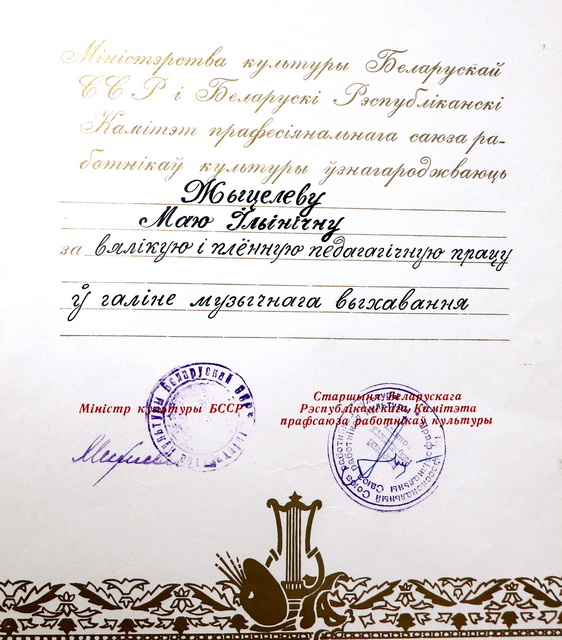 Міністэрства культуры Беларускай
ССР і Беларускі Рэспубліканскі
Камітэт прафесіянальнага саюза ра-
ботнікаў культуры ўзнагароджваюць
Жыцелеву
Маю Ільінічну
за вялікую і плённую педагагічную працу
ў галіне музычнага выхавання
Міністр культуры БССР
Старшыня Беларускага
Рэспубліканскага Камітэта
прафсаюза работнікаў культуры